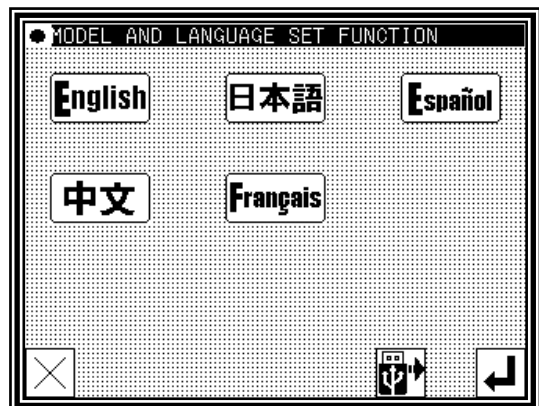 MODEL AND LANGUAGE SET FUNCTION
English 日本語 Español
中文 Français